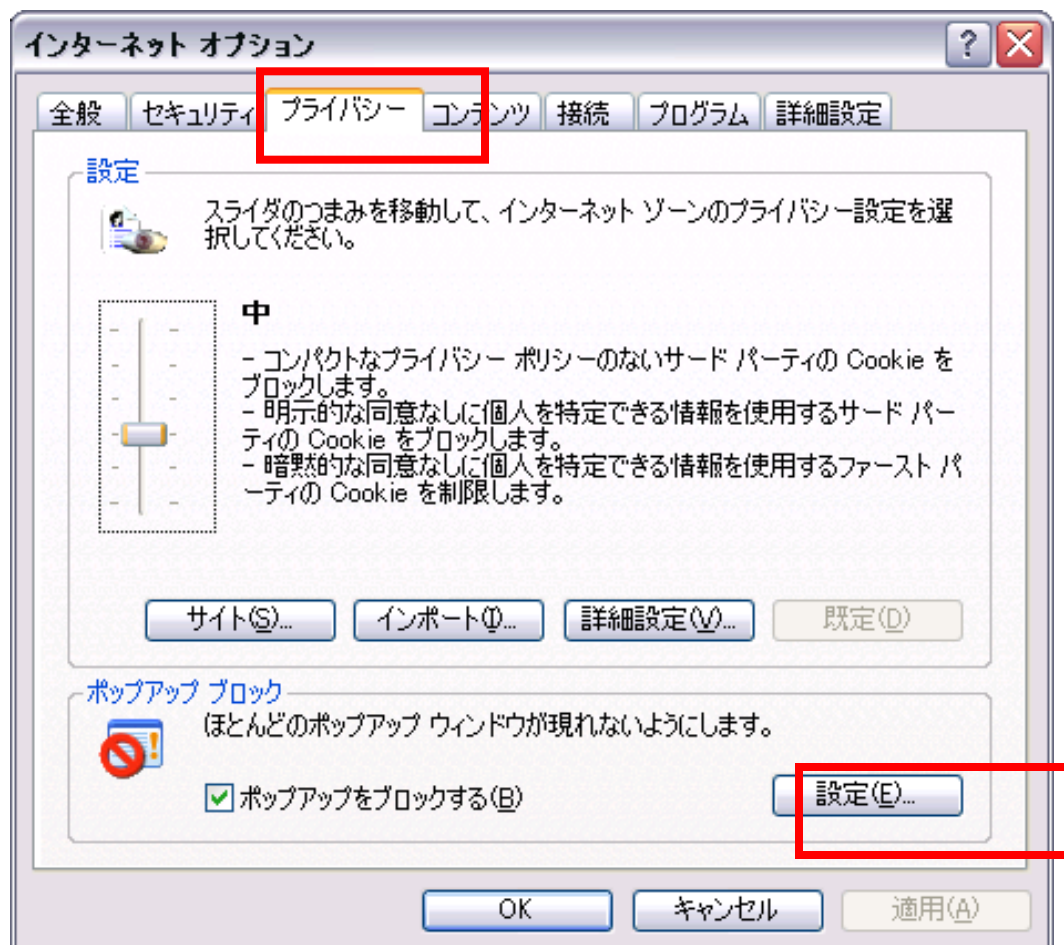 インターネット オプション
全般 セキュリティ プライバシー コンテンツ 接続 プログラム 詳細設定
設定
スライダのつまみを移動して、インターネット ゾーンのプライバシー設定を選
択してください。
中
- コンパクトなプライバシー ポリシーのないサード パーティの Cookie を
ブロックします。
- 明示的な同意なしに個人を特定できる情報を使用するサード パー
ティの Cookie をブロックします。
- 暗黙的な同意なしに個人を特定できる情報を使用するファースト パ
ーティの Cookie を制限します。
サイト(S)... インポート(I)... 詳細設定(V)... 既定(D)
ポップアップ ブロック
ほとんどのポップアップ ウィンドウが現れないようにします。
ポップアップをブロックする(B) 設定(E)...
OK キャンセル 適用(A)